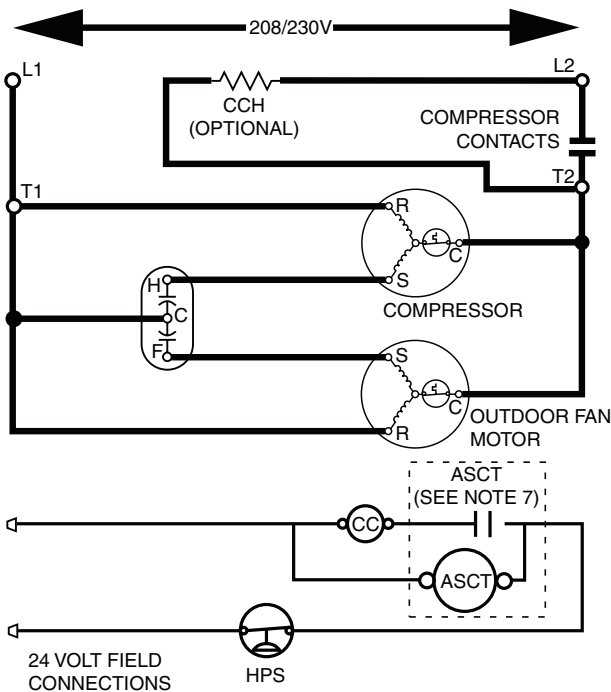 208/230V
L1
L2
CCH
(OPTIONAL)
COMPRESSOR
CONTACTS
T1
T2
R
C
S
COMPRESSOR
H
C
F
S
C
R
OUTDOOR FAN
MOTOR
ASCT
(SEE NOTE 7)
CC
ASCT
24 VOLT FIELD
CONNECTIONS
HPS